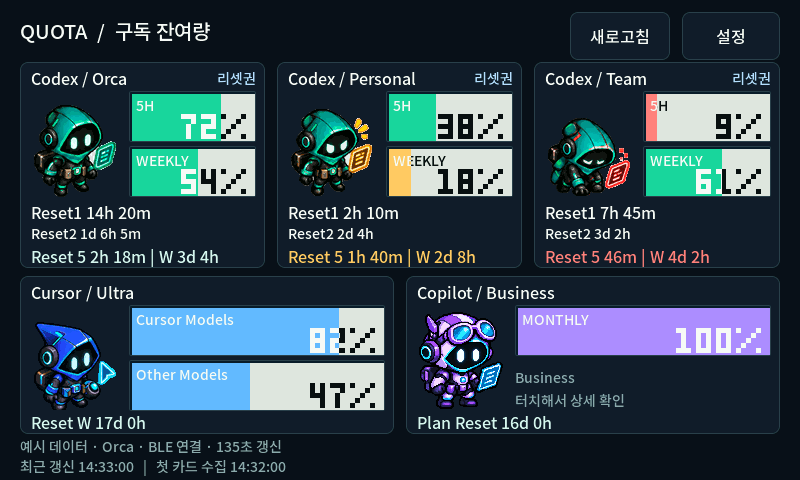 QUOTA / 구독 잔여량
새로고침
설정
Codex / Orca
리셋권
5H
72%
WEEKLY
54%
Reset1 14h 20m
Reset2 1d 6h 5m
Reset 5 2h 18m | W 3d 4h
Codex / Personal
리셋권
5H
38%
WEEKLY
18%
Reset1 2h 10m
Reset2 2d 4h
Reset 5 1h 40m | W 2d 8h
Codex / Team
리셋권
5H
9%
WEEKLY
61%
Reset1 7h 45m
Reset2 3d 2h
Reset 5 46m | W 4d 2h
Cursor / Ultra
Cursor Models
82%
Other Models
47%
Reset W 17d 0h
Copilot / Business
MONTHLY
100%
Business
터치해서 상세 확인
Plan Reset 16d 0h
예시 데이터 · Orca · BLE 연결 · 135초 갱신
최근 갱신 14:33:00 | 첫 카드 수집 14:32:00